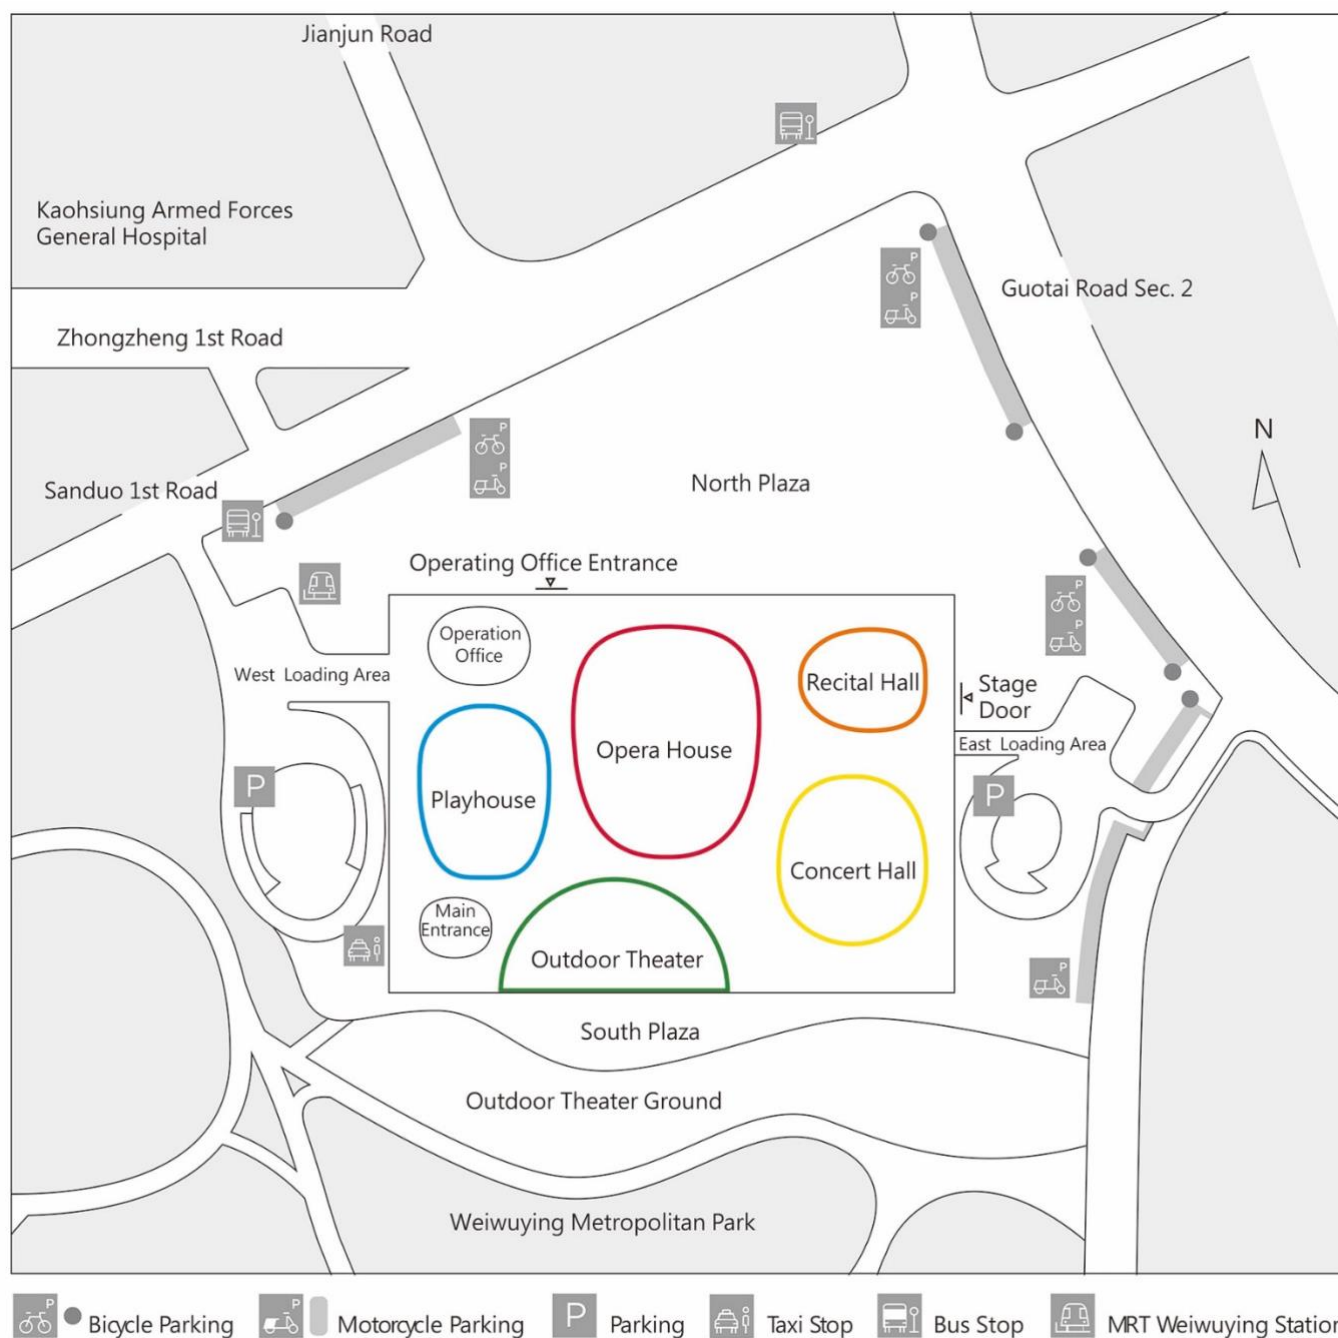 Jianjun Road
Kaohsiung Armed Forces
General Hospital
Guotai Road Sec. 2
Zhongzheng 1st Road
N
Sanduo 1st Road
North Plaza
Operating Office Entrance
Operation
Office
West Loading Area
Recital Hall
Stage
Door
Opera House
East Loading Area
P
Playhouse
P
Concert Hall
Main
Entrance
Outdoor Theater
South Plaza
Outdoor Theater Ground
Weiwuying Metropolitan Park
P
Bicycle Parking
P
Motorcycle Parking
P
Parking
Taxi Stop
Bus Stop
MRT Weiwuying Station